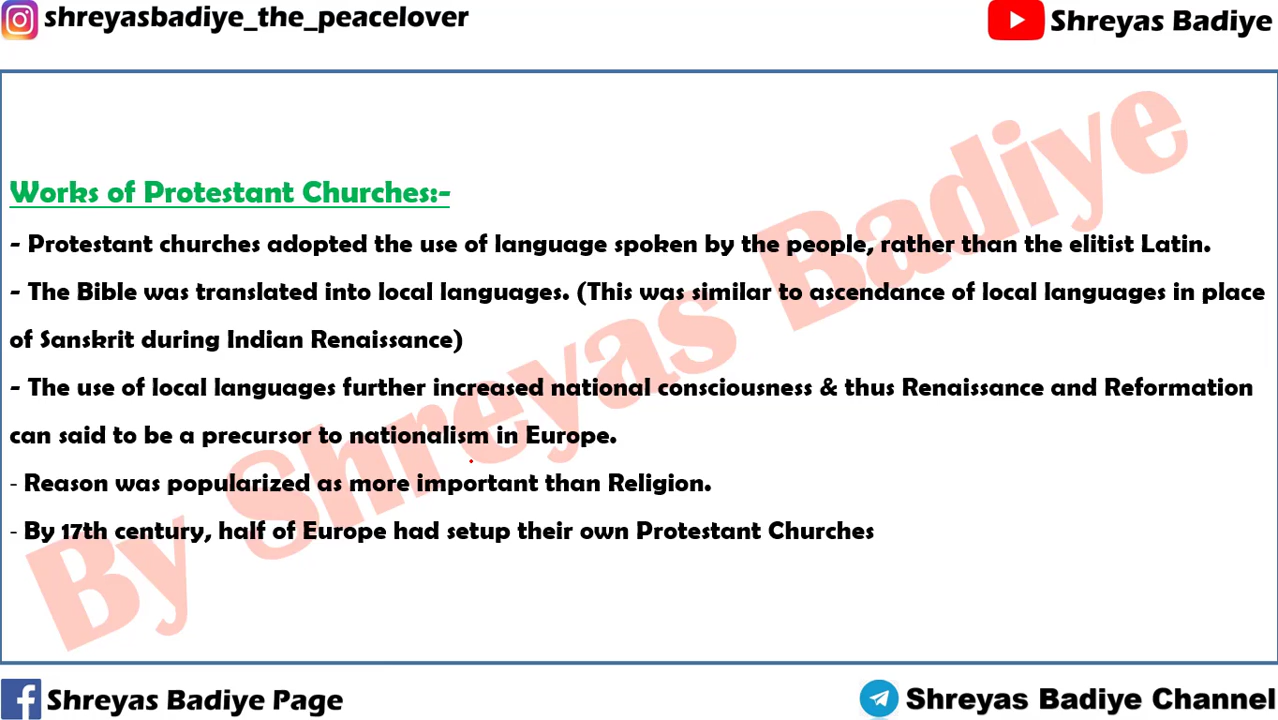 shreyasbadiye_the_peacelover
Shreyas Badiye
Works of Protestant Churches:-
- Protestant churches adopted the use of language spoken by the people, rather than the elitist Latin.
- The Bible was translated into local languages. (This was similar to ascendance of local languages in place
of Sanskrit during Indian Renaissance)
- The use of local languages further increased national consciousness & thus Renaissance and Reformation
can said to be a precursor to nationalism in Europe.
- Reason was popularized as more important than Religion.
- By 17th century, half of Europe had setup their own Protestant Churches
By Shreyas Badiye
Shreyas Badiye Page
Shreyas Badiye Channel